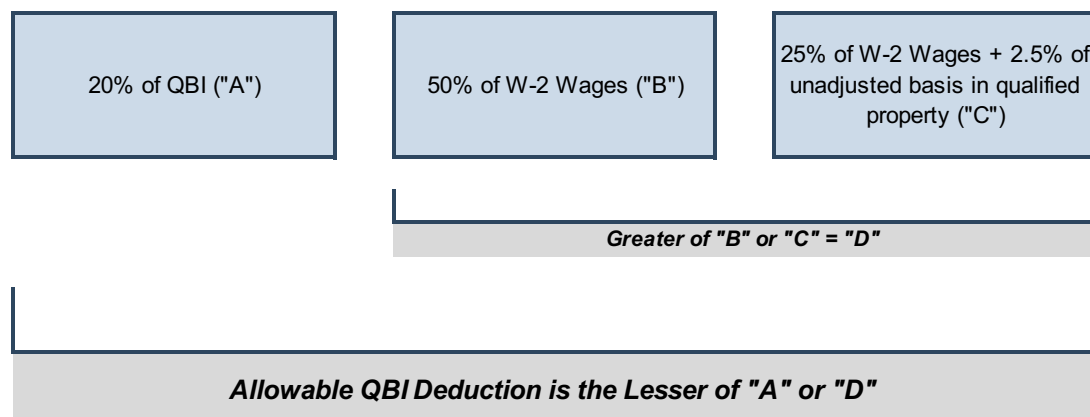 20% of QBI ("A")
50% of W-2 Wages ("B")
25% of W-2 Wages + 2.5% of
unadjusted basis in qualified
property ("C")
Greater of "B" or "C" = "D"
Allowable QBI Deduction is the Lesser of "A" or "D"